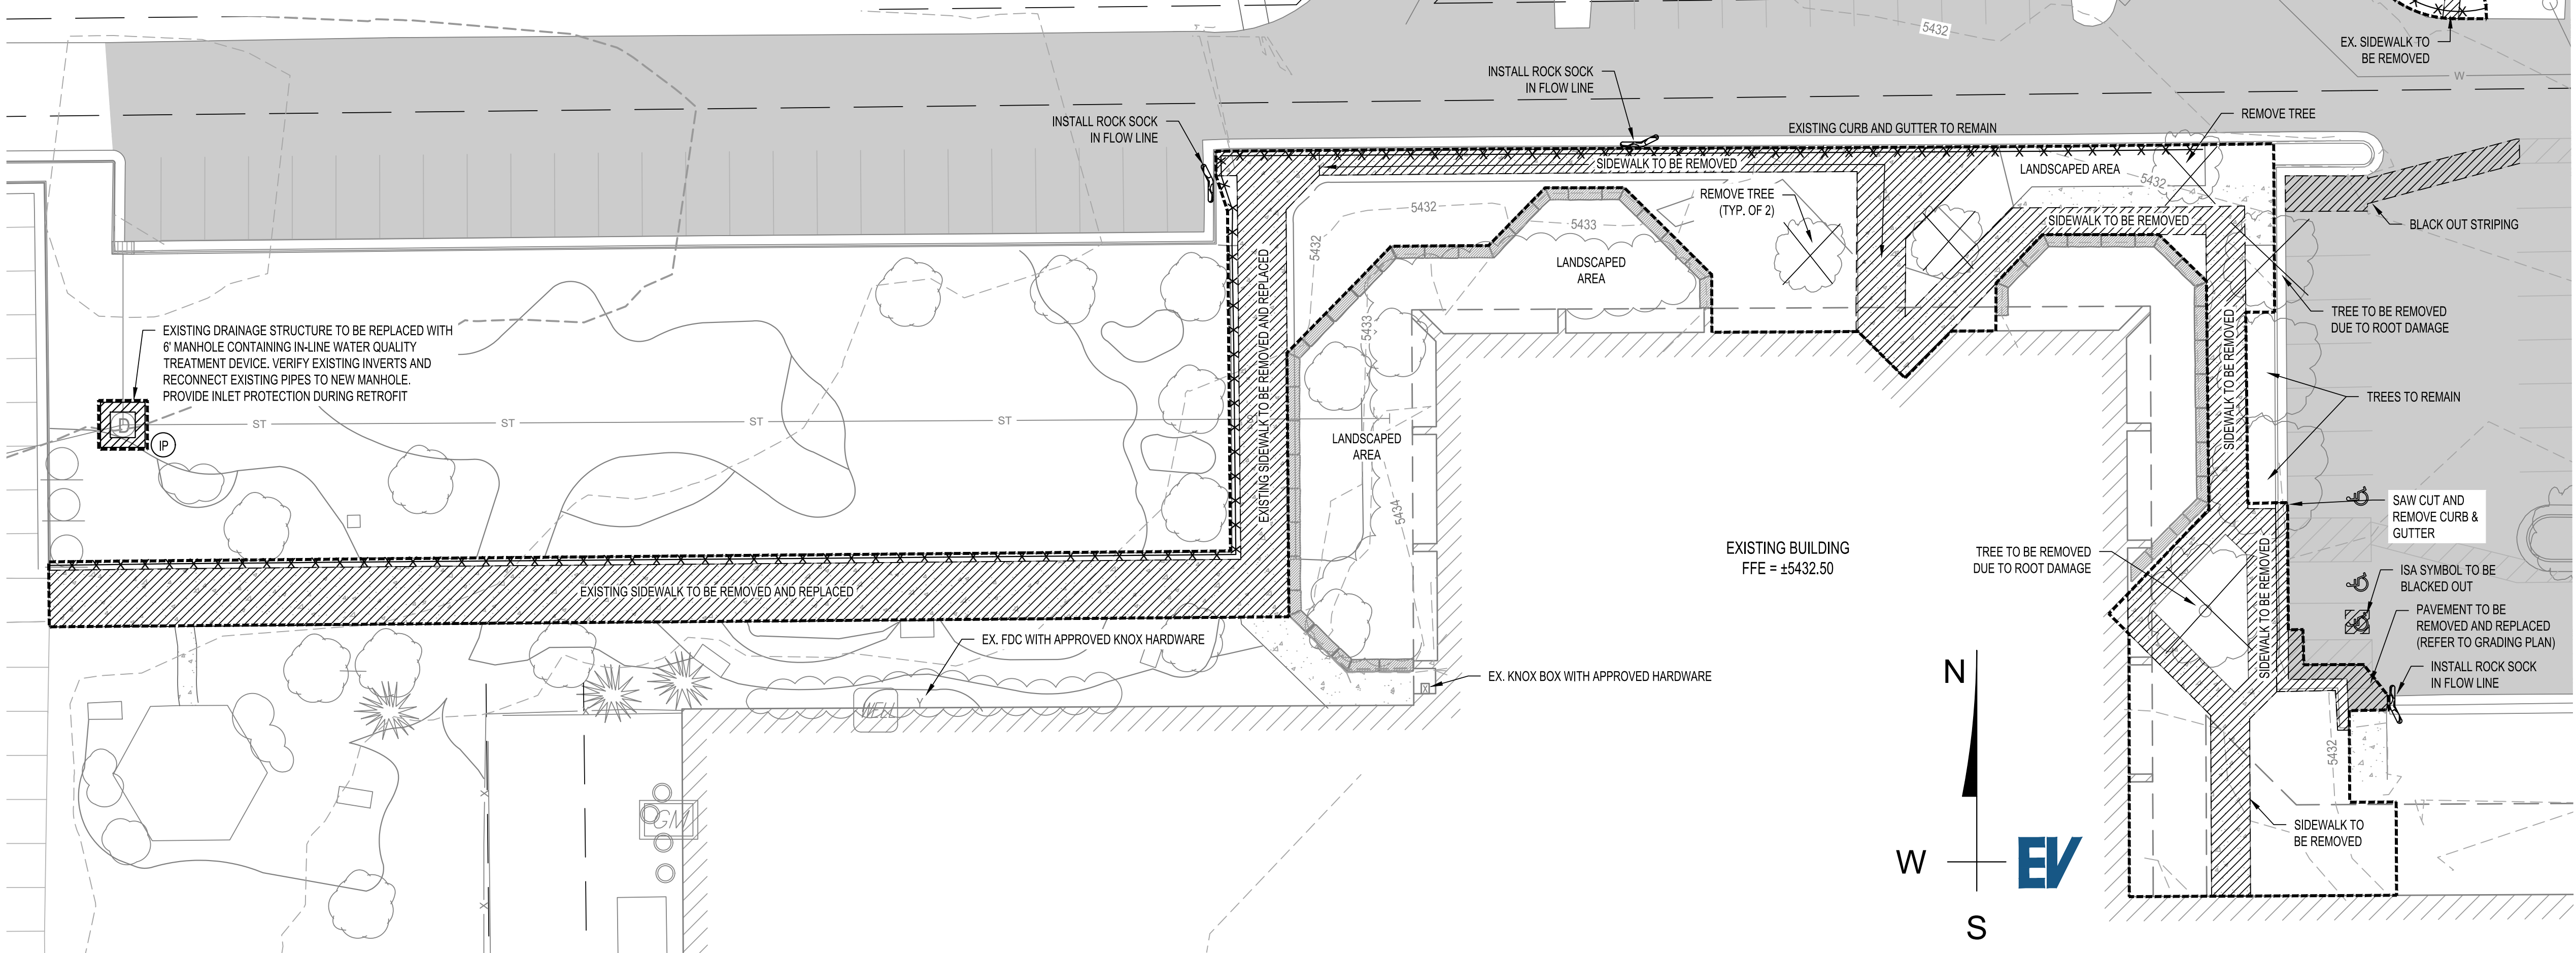 5432
EX. SIDEWALK TO
BE REMOVED
W
INSTALL ROCK SOCK
IN FLOW LINE
INSTALL ROCK SOCK
IN FLOW LINE
EXISTING CURB AND GUTTER TO REMAIN
REMOVE TREE
SIDEWALK TO BE REMOVED
LANDSCAPED AREA
5432
REMOVE TREE
(TYP. OF 2)
5432
5433
SIDEWALK TO BE REMOVED
BLACK OUT STRIPING
5432
LANDSCAPED
AREA
EXISTING SIDEWALK TO BE REMOVED AND REPLACED
TREE TO BE REMOVED
DUE TO ROOT DAMAGE
EXISTING DRAINAGE STRUCTURE TO BE REPLACED WITH
6' MANHOLE CONTAINING IN-LINE WATER QUALITY
TREATMENT DEVICE. VERIFY EXISTING INVERTS AND
RECONNECT EXISTING PIPES TO NEW MANHOLE.
PROVIDE INLET PROTECTION DURING RETROFIT
5433
SIDEWALK TO BE REMOVED
TREES TO REMAIN
D
IP
ST
ST
ST
ST
LANDSCAPED
AREA
5434
SAW CUT AND
REMOVE CURB &
GUTTER
EXISTING BUILDING
FFE = ±5432.50
TREE TO BE REMOVED
DUE TO ROOT DAMAGE
SIDEWALK TO BE REMOVED
ISA SYMBOL TO BE
BLACKED OUT
EXISTING SIDEWALK TO BE REMOVED AND REPLACED
PAVEMENT TO BE
REMOVED AND REPLACED
(REFER TO GRADING PLAN)
EX. FDC WITH APPROVED KNOX HARDWARE
EX. KNOX BOX WITH APPROVED HARDWARE
INSTALL ROCK SOCK
IN FLOW LINE
WELL
Y
N
5432
GM
SIDEWALK TO
BE REMOVED
W
EV
S